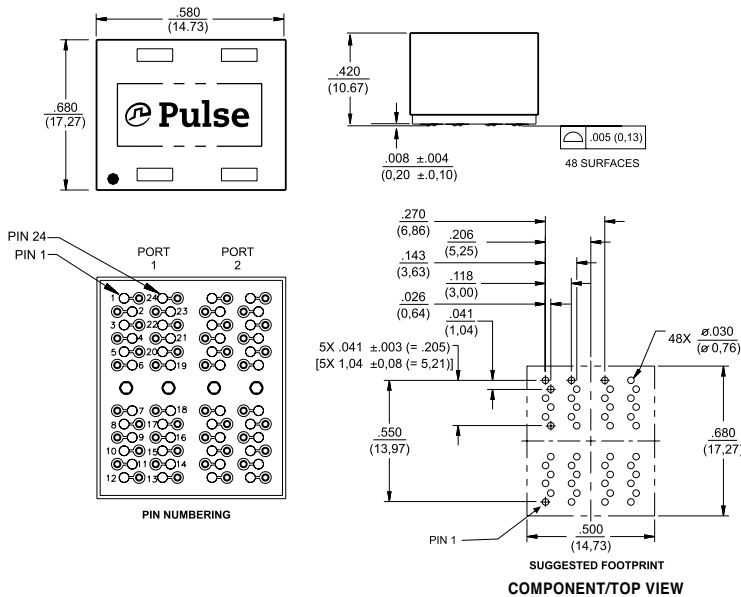 .580
(14.73)
.680
(17,27)
Pulse
.420
(10.67)
.008 ±.004
(0,20 ±.0,10)
.005 (0,13)
48 SURFACES
PIN 24
PIN 1
PORT
1
PORT
2
1 24
2 23
3 22
4 21
5 20
6 19
7 18
8 17
9 16
10 15
11 14
12 13
PIN NUMBERING
.270
(6,86)
.206
(5,25)
.143
(3,63)
.118
(3,00)
.026
(0,64)
.041
(1,04)
5X .041 ±.003 (= .205)
[5X 1,04 ±0,08 (= 5,21)]
48X ø.030
(ø 0,76)
.550
(13,97)
.680
(17,27)
PIN 1
.500
(14,73)
SUGGESTED FOOTPRINT
COMPONENT/TOP VIEW